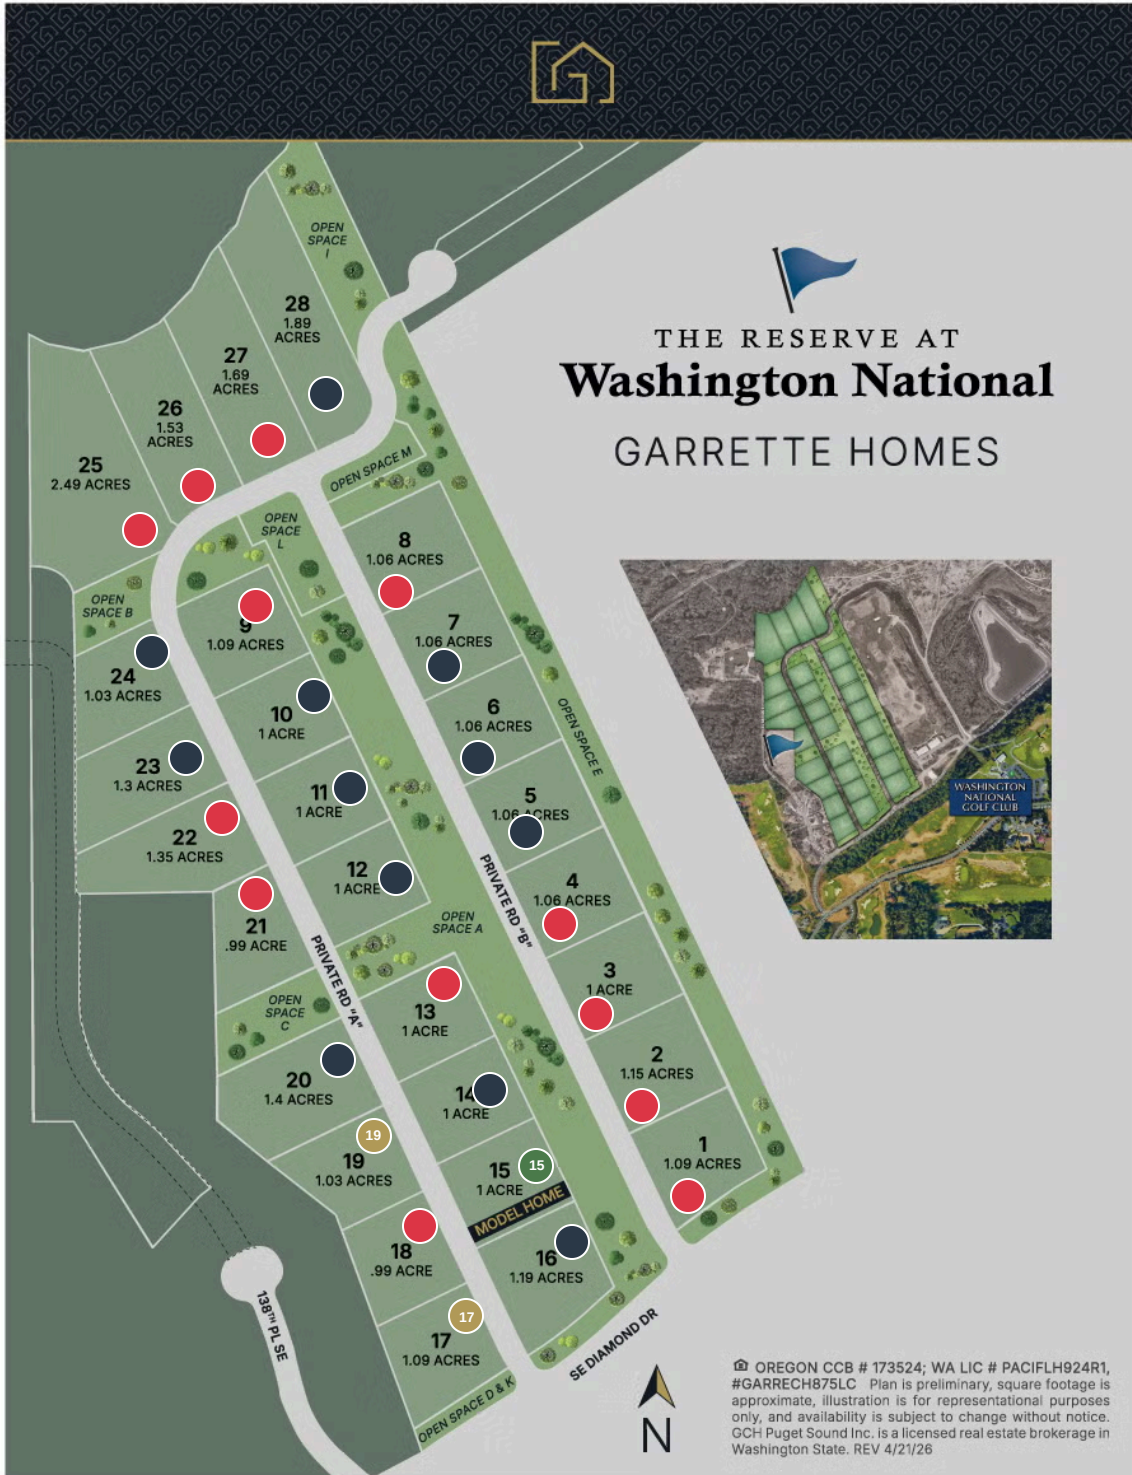 THE RESERVE AT
Washington National
GARRETTE HOMES
OPEN
SPACE
I
28
1.89
ACRES
27
1.69
ACRES
26
1.53
ACRES
25
2.49 ACRES
OPEN SPACE M
OPEN
SPACE
L
8
1.06 ACRES
OPEN
SPACE B
9
1.09 ACRES
7
1.06 ACRES
24
1.03 ACRES
10
1 ACRE
6
1.06 ACRES
OPEN SPACE E
23
1.3 ACRES
11
1 ACRE
5
1.06 ACRES
WASHINGTON
NATIONAL
GOLF CLUB
22
1.35 ACRES
12
1 ACRE
PRIVATE RD "B"
4
1.06 ACRES
21
.99 ACRE
OPEN
SPACE A
PRIVATE RD "A"
3
1 ACRE
OPEN
SPACE
C
13
1 ACRE
20
1.4 ACRES
14
1 ACRE
2
1.15 ACRES
19
19
1.03 ACRES
15
15
1 ACRE
MODEL HOME
1
1.09 ACRES
18
.99 ACRE
16
1.19 ACRES
17
17
1.09 ACRES
138TH PL SE
SE DIAMOND DR
OPEN SPACE D & K
N
OREGON CCB # 173524; WA LIC # PACIFLH924R1,
#GARRECH875LC Plan is preliminary, square footage is
approximate, illustration is for representational purposes
only, and availability is subject to change without notice.
GCH Puget Sound Inc. is a licensed real estate brokerage in
Washington State. REV 4/21/26